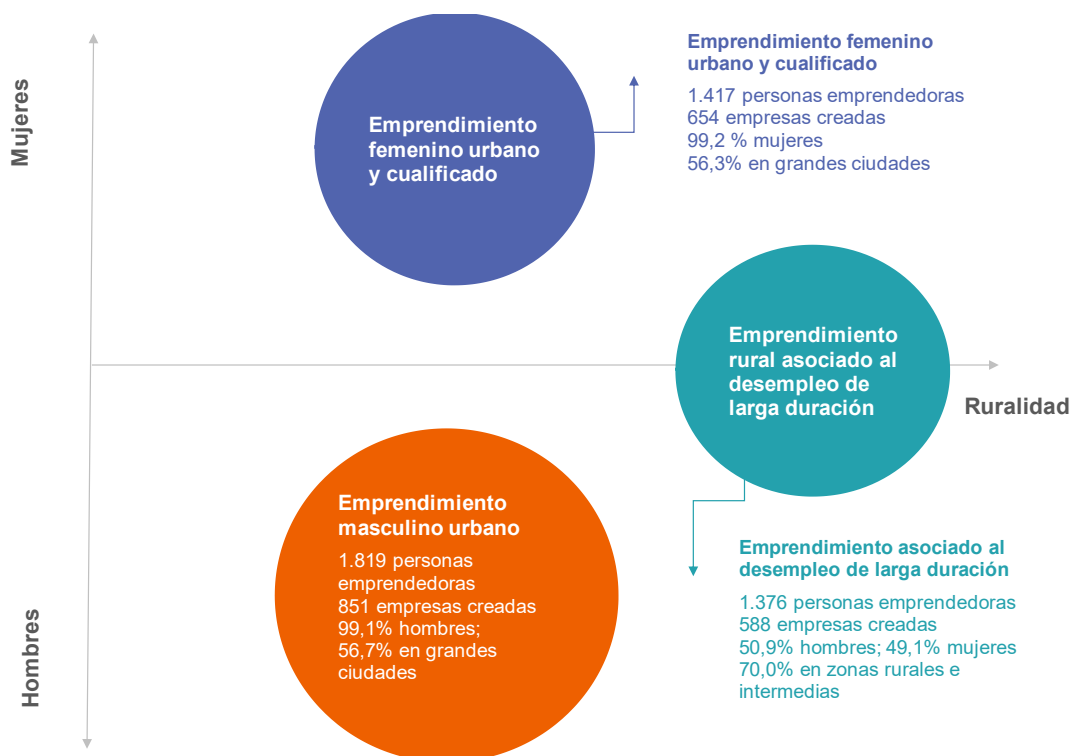 Mujeres
Emprendimiento
femenino urbano
y cualificado
Emprendimiento femenino
urbano y cualificado
1.417 personas emprendedoras
654 empresas creadas
99,2 % mujeres
56,3% en grandes ciudades
Emprendimiento
rural asociado al
desempleo de
larga duración
Ruralidad
Hombres
Emprendimiento
masculino urbano
1.819 personas
emprendedoras
851 empresas creadas
99,1% hombres;
56,7% en grandes
ciudades
Emprendimiento asociado al
desempleo de larga duración
1.376 personas emprendedoras
588 empresas creadas
50,9% hombres; 49,1% mujeres
70,0% en zonas rurales e
intermedias